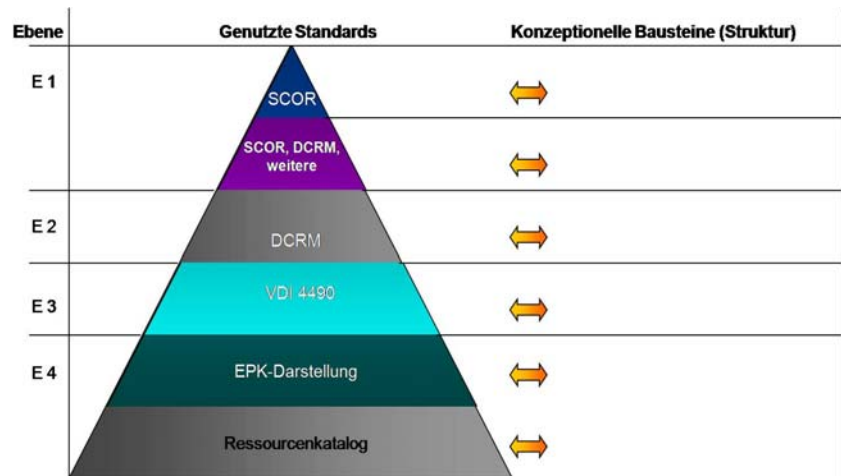 Ebene Genutzte Standards Konzeptionelle Bausteine (Struktur)
E 1
SCOR
SCOR, DCRM,
weitere
E 2
DCRM
VDI 4490
E 3
E 4
EPK-Darstellung
Ressourcenkatalog